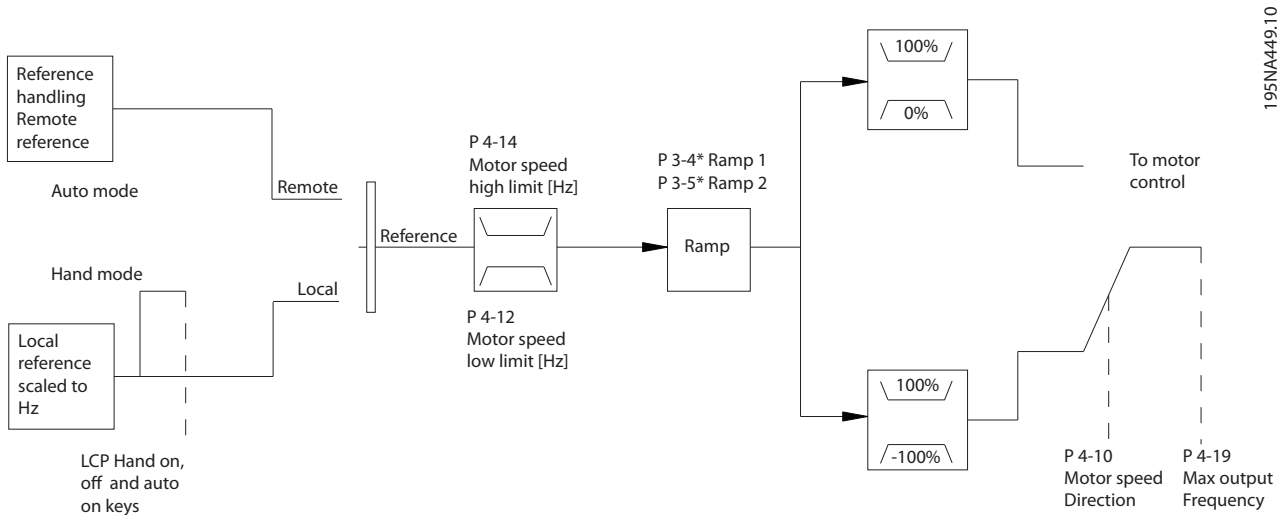 195NA449.10
Reference
handling
Remote
reference
Auto mode
Remote
Hand mode
Local
Local
reference
scaled to
Hz
LCP Hand on,
off and auto
on keys
Reference
P 4-14
Motor speed
high limit [Hz]
P 4-12
Motor speed
low limit [Hz]
P 3-4* Ramp 1
P 3-5* Ramp 2
Ramp
100%
0%
100%
-100%
To motor
control
P 4-10
Motor speed
Direction
P 4-19
Max output
Frequency